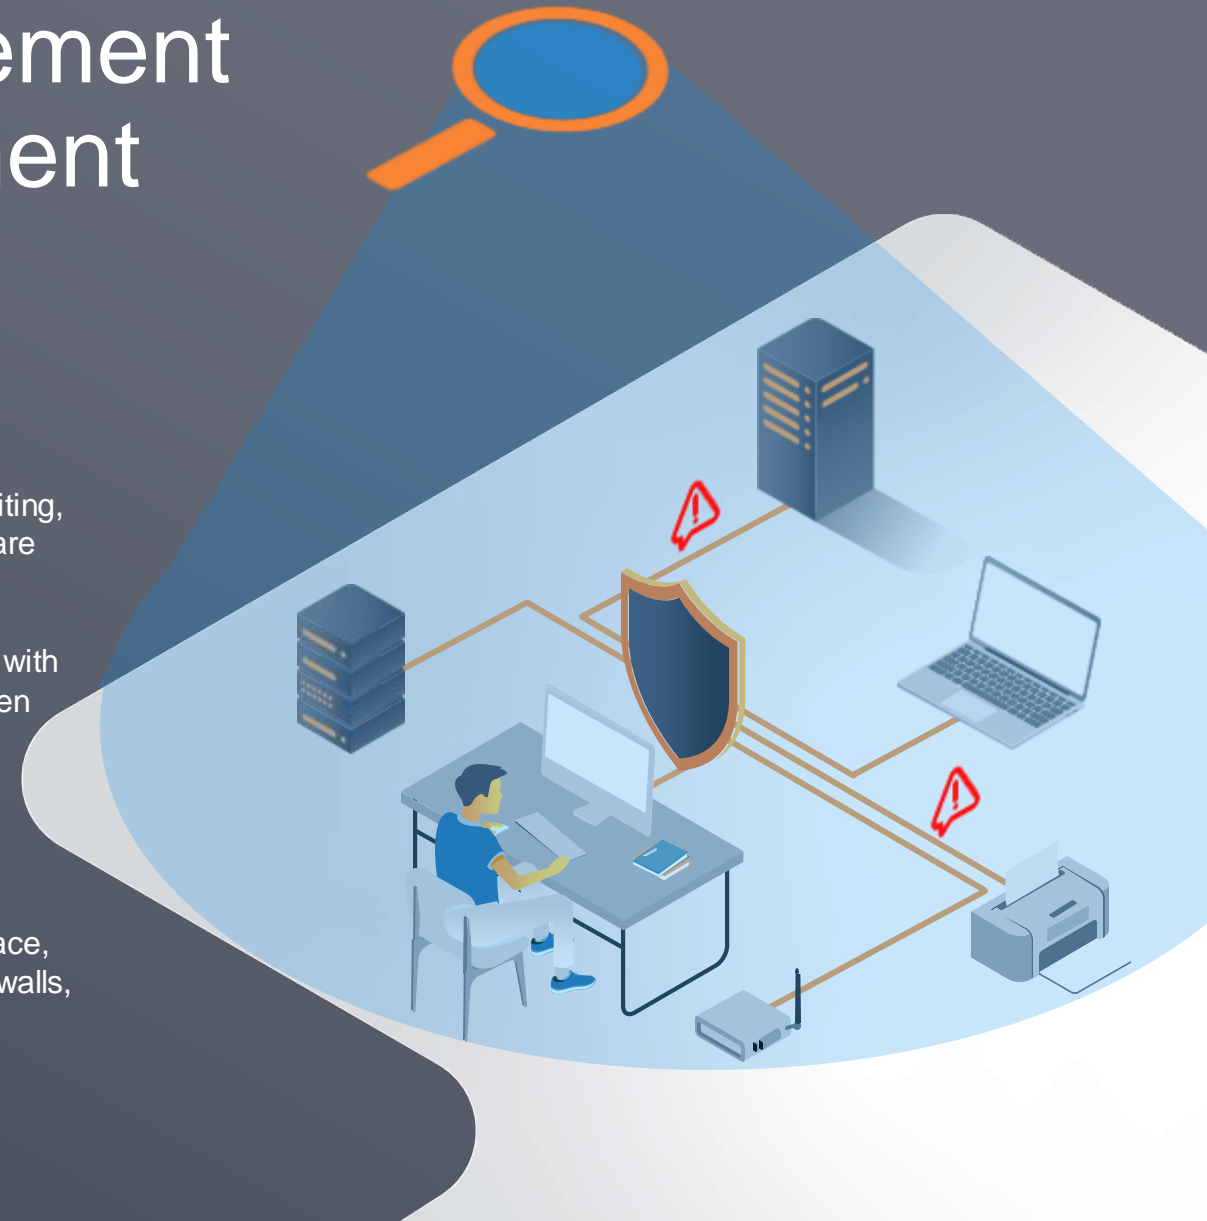 ement
ent
iting,
are
with
en
ace,
walls,